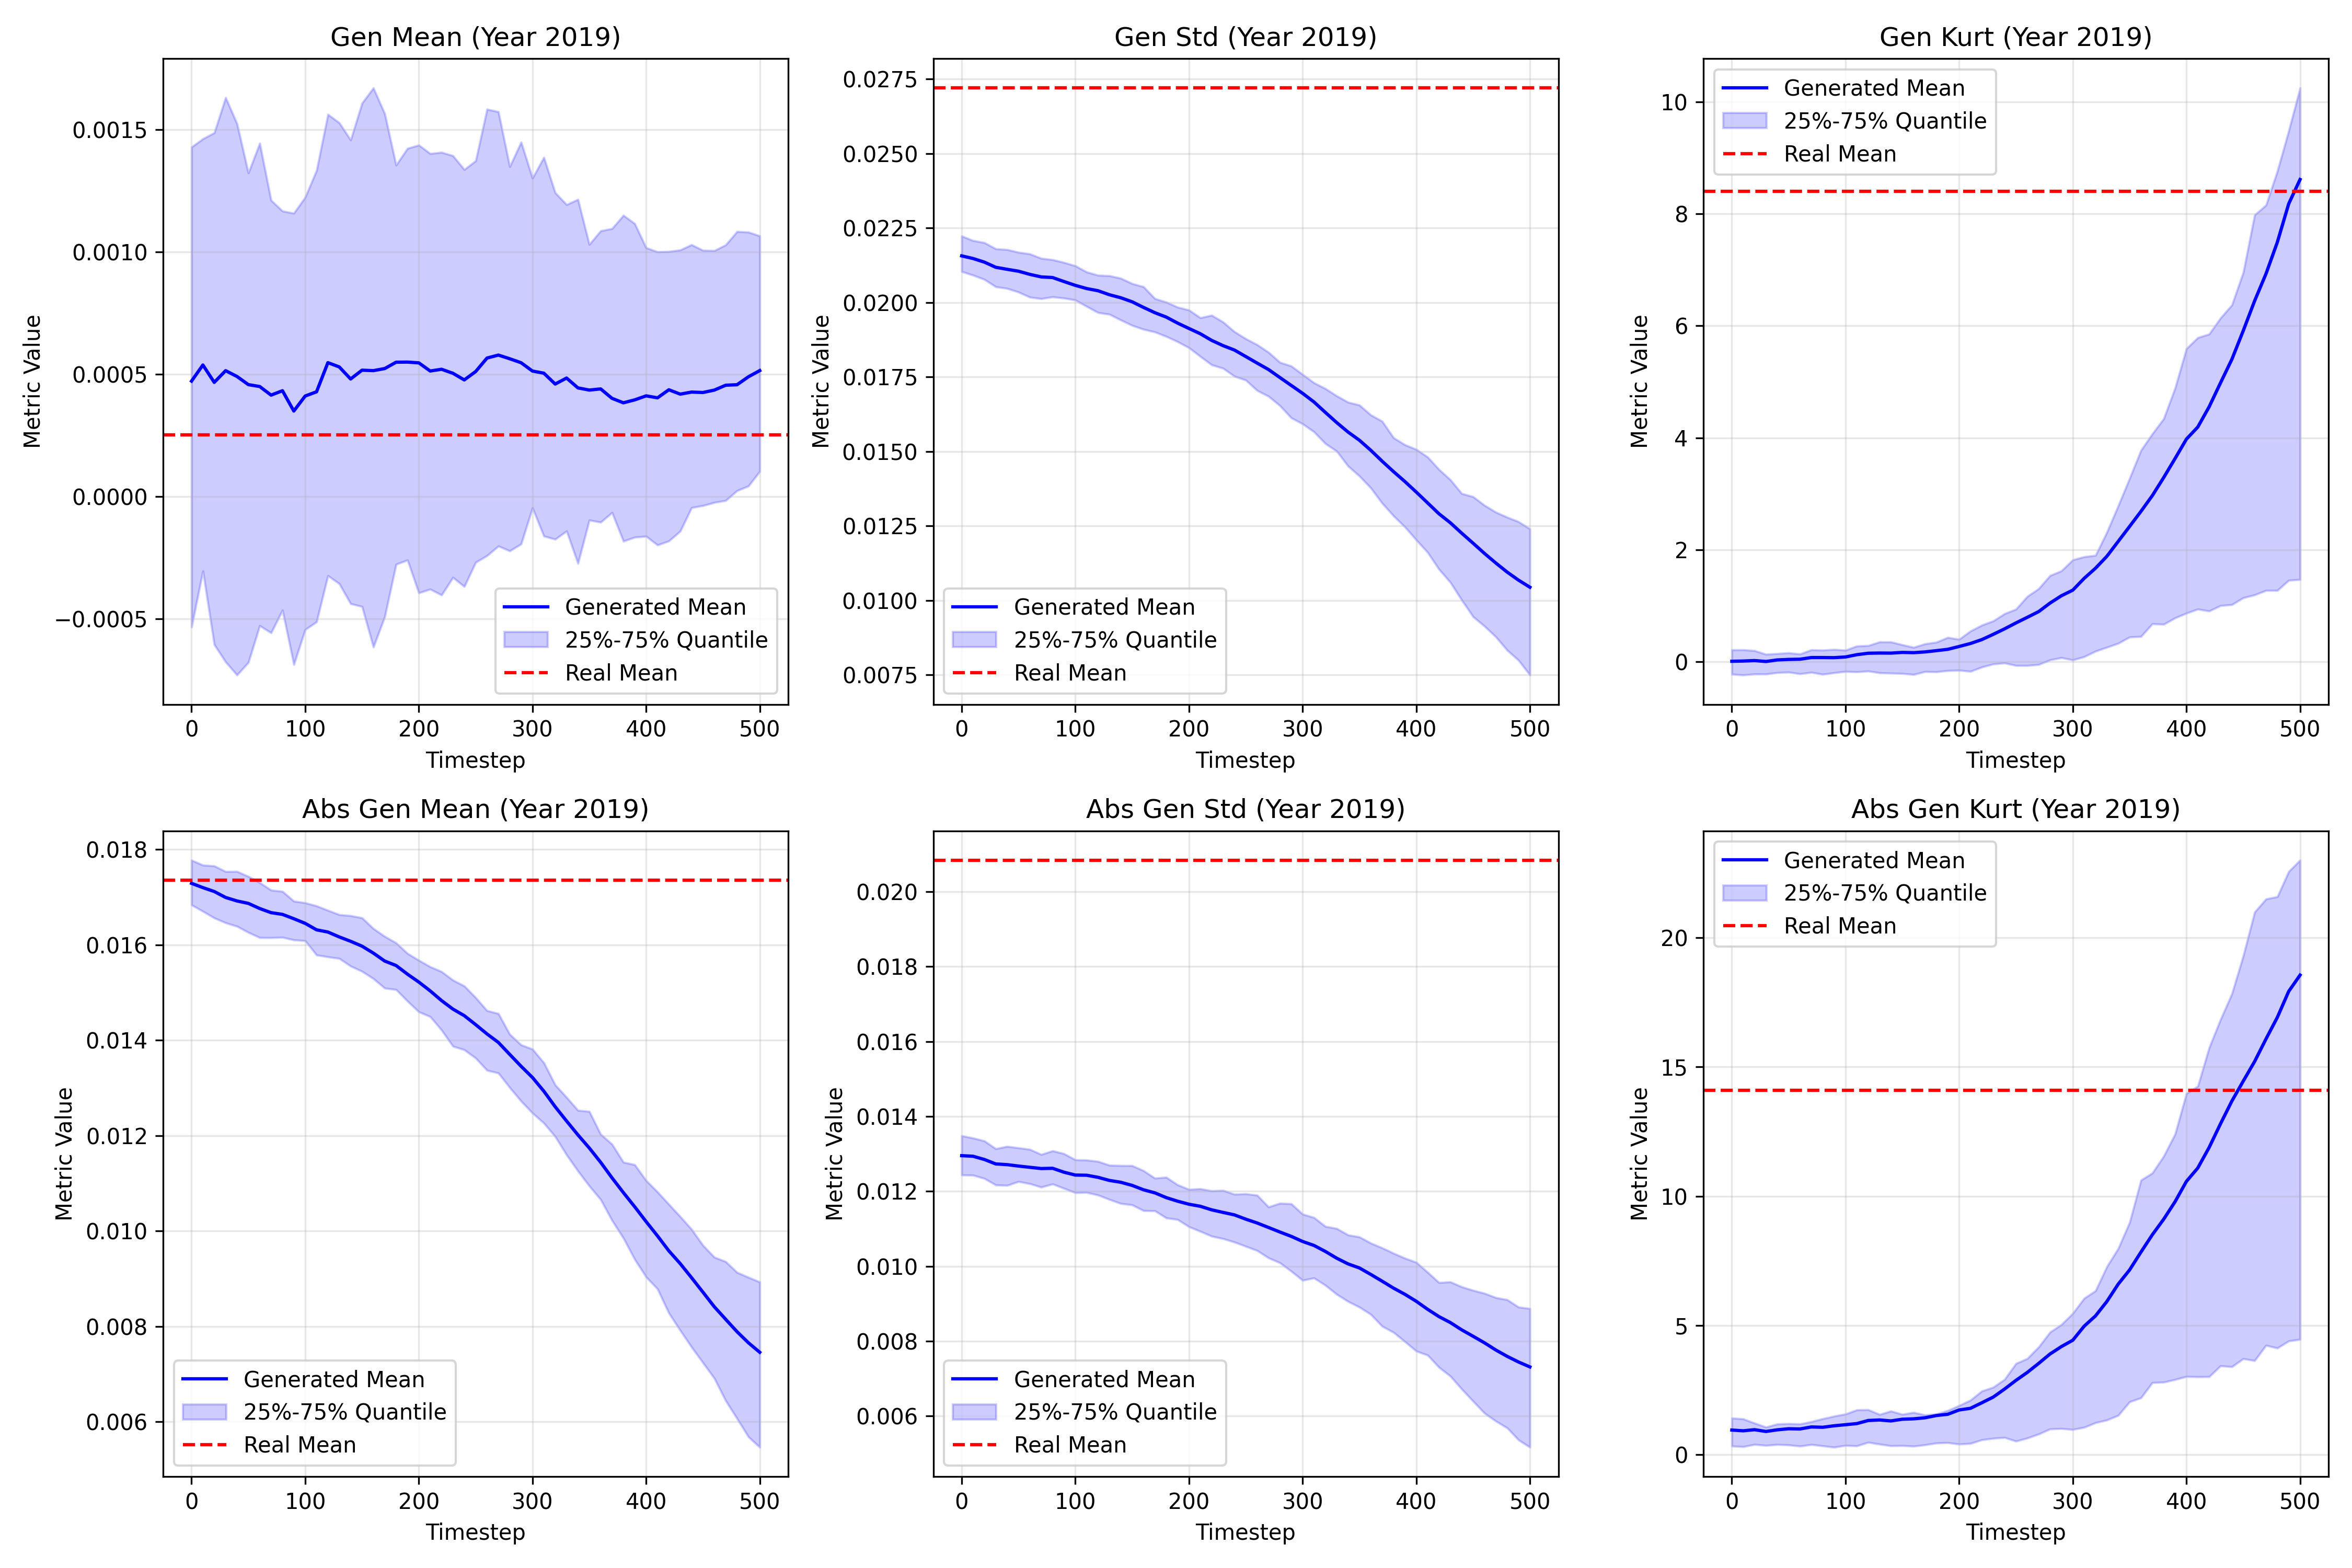 Gen Mean (Year 2019)
Metric Value
0.0015
0.0010
0.0005
0.0000
−0.0005
Generated Mean
25%-75% Quantile
Real Mean
0 100 200 300 400 500
Timestep
Gen Std (Year 2019)
Metric Value
0.0275
0.0250
0.0225
0.0200
0.0175
0.0150
0.0125
0.0100
0.0075
Generated Mean
25%-75% Quantile
Real Mean
0 100 200 300 400 500
Timestep
Gen Kurt (Year 2019)
Metric Value
10
8
6
4
2
0
Generated Mean
25%-75% Quantile
Real Mean
0 100 200 300 400 500
Timestep
Abs Gen Mean (Year 2019)
Metric Value
0.018
0.016
0.014
0.012
0.010
0.008
0.006
Generated Mean
25%-75% Quantile
Real Mean
0 100 200 300 400 500
Timestep
Abs Gen Std (Year 2019)
Metric Value
0.020
0.018
0.016
0.014
0.012
0.010
0.008
0.006
Generated Mean
25%-75% Quantile
Real Mean
0 100 200 300 400 500
Timestep
Abs Gen Kurt (Year 2019)
Metric Value
20
15
10
5
0
Generated Mean
25%-75% Quantile
Real Mean
0 100 200 300 400 500
Timestep